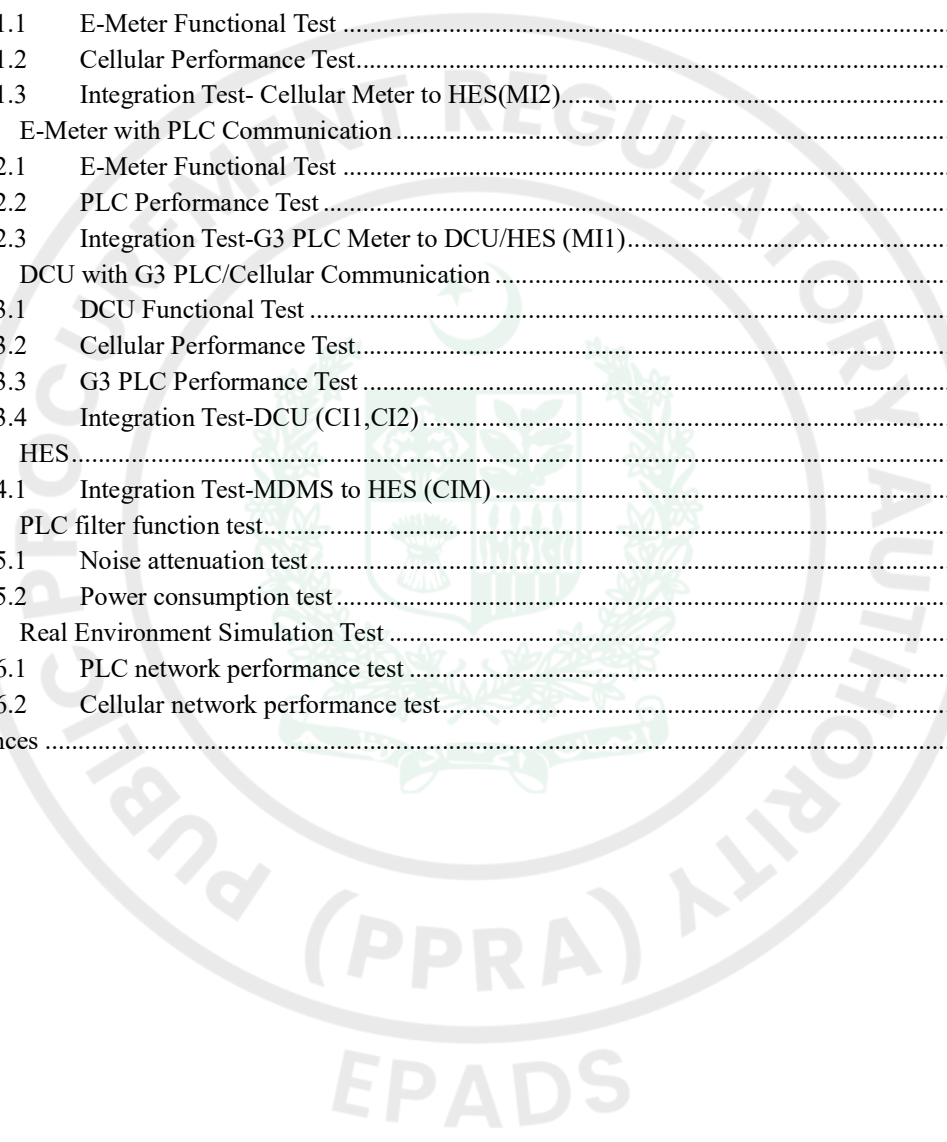 1.1 E-Meter Functional Test ............................................................
1.2 Cellular Performance Test............................................................
1.3 Integration Test- Cellular Meter to HES(MI2)............................................................
E-Meter with PLC Communication ............................................................
2.1 E-Meter Functional Test ............................................................
2.2 PLC Performance Test ............................................................
2.3 Integration Test-G3 PLC Meter to DCU/HES (MI1)............................................................
DCU with G3 PLC/Cellular Communication ............................................................
3.1 DCU Functional Test ............................................................
3.2 Cellular Performance Test............................................................
3.3 G3 PLC Performance Test ............................................................
3.4 Integration Test-DCU (CI1,CI2) ............................................................
HES............................................................
4.1 Integration Test-MDMS to HES (CIM) ............................................................
PLC filter function test............................................................
5.1 Noise attenuation test............................................................
5.2 Power consumption test ............................................................
Real Environment Simulation Test ............................................................
6.1 PLC network performance test ............................................................
6.2 Cellular network performance test............................................................
nces ............................................................
PUBLIC PROCUREMENT REGULATORY AUTHORITY
(PPRA)
EPADS